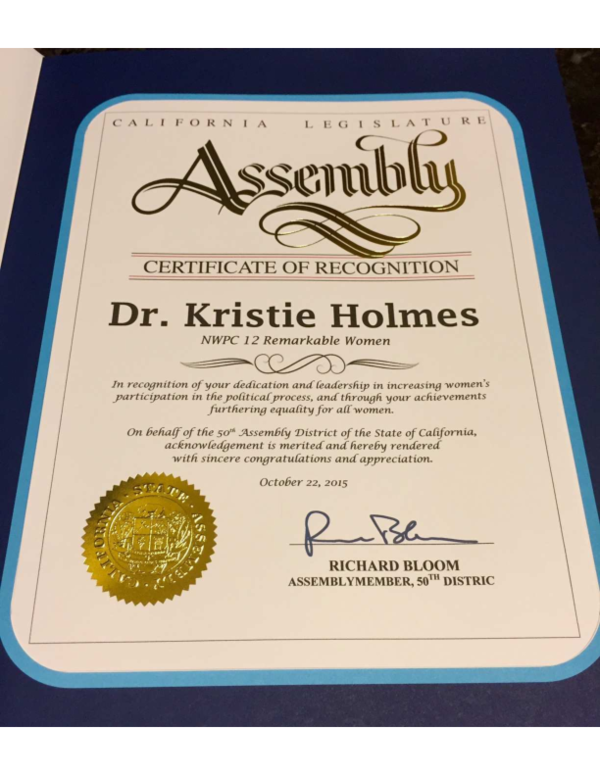 CALIFORNIA LEGISLATURE
Assembly
CERTIFICATE OF RECOGNITION
Dr. Kristie Holmes
NWPC 12 Remarkable Women
In recognition of your dedication and leadership in increasing women's
participation in the political process, and through your achievements
furthering equality for all women.
On behalf of the 50th Assembly District of the State of California,
acknowledgement is merited and hereby rendered
with sincere congratulations and appreciation.
October 22, 2015
RICHARD BLOOM
ASSEMBLYMEMBER, 50TH DISTRIC
CALIFORNIA · STATE · ASSEMBLY